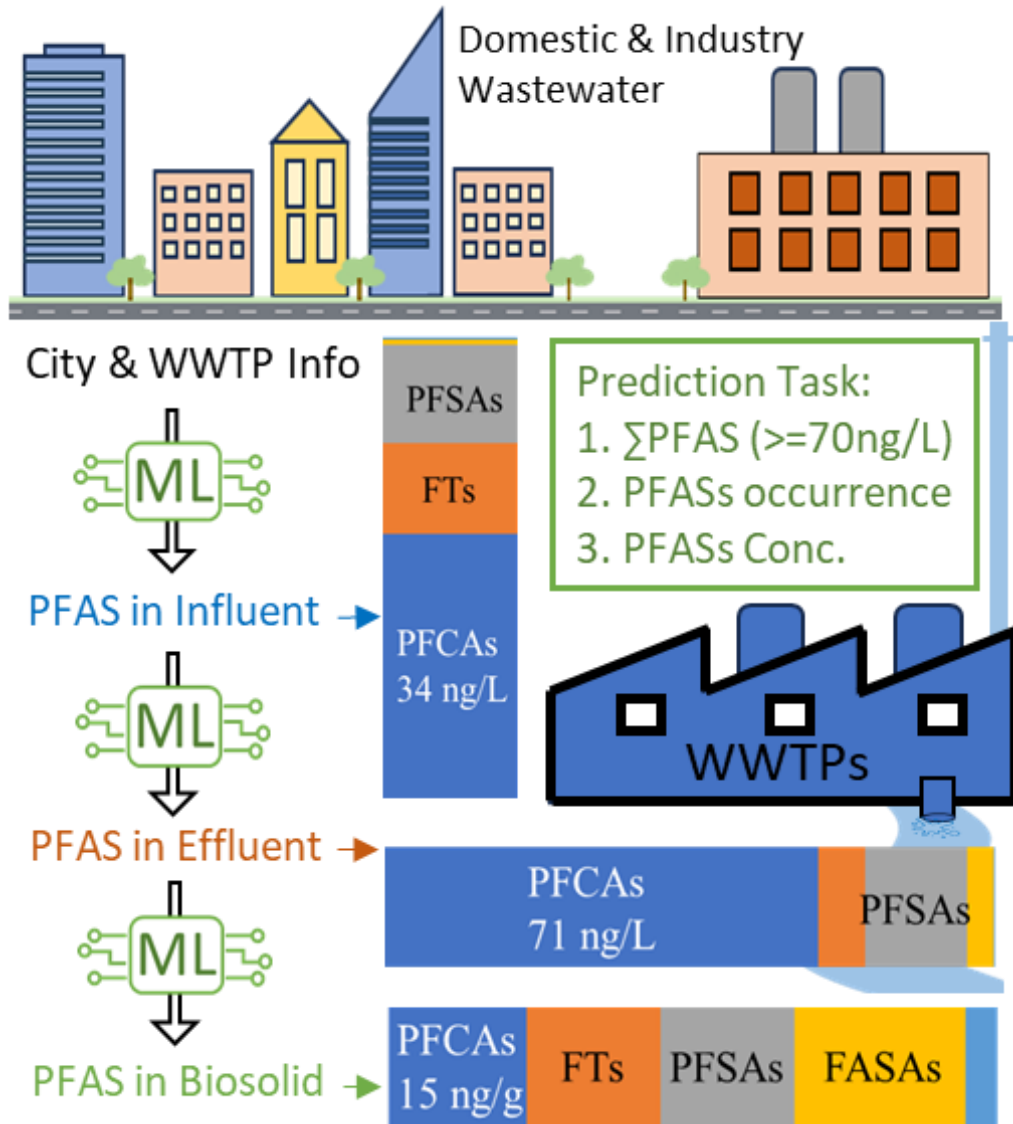 Domestic & Industry
Wastewater
City & WWTP Info
ML
PFAS in Influent
ML
PFAS in Effluent
ML
PFAS in Biosolid
PFSAs
FTs
PFCAs
34 ng/L
Prediction Task:
1. ∑PFAS (>=70ng/L)
2. PFASs occurrence
3. PFASs Conc.
WWTPs
PFCAs
71 ng/L
PFSAs
PFCAs
15 ng/g
FTs
PFSAs
FASAs